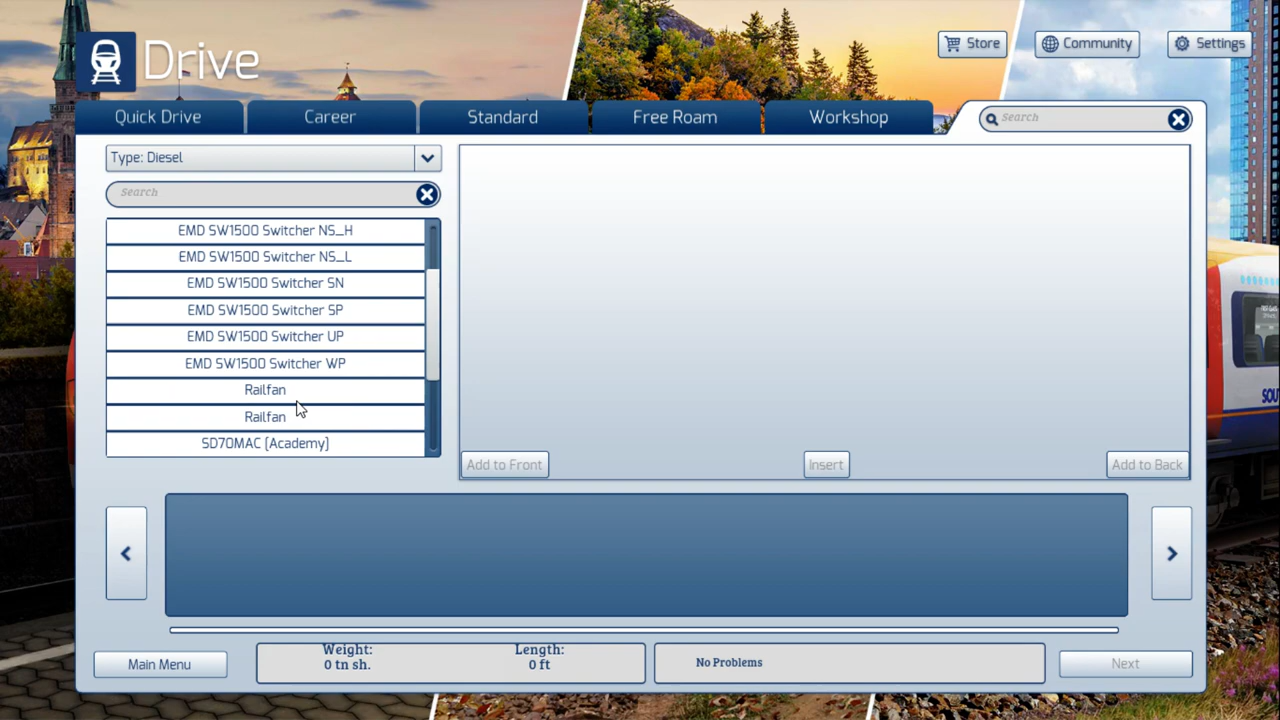 Drive
Store
Community
Settings
Quick Drive
Career
Standard
Free Roam
Workshop
Search
Type: Diesel
Search
EMD SW1500 Switcher NS_H
EMD SW1500 Switcher NS_L
EMD SW1500 Switcher SN
EMD SW1500 Switcher SP
EMD SW1500 Switcher UP
EMD SW1500 Switcher WP
Railfan
Railfan
SD70MAC [Academy]
Add to Front
Insert
Add to Back
Main Menu
Weight:
0 tn sh.
Length:
0 ft
No Problems
Next
SOU